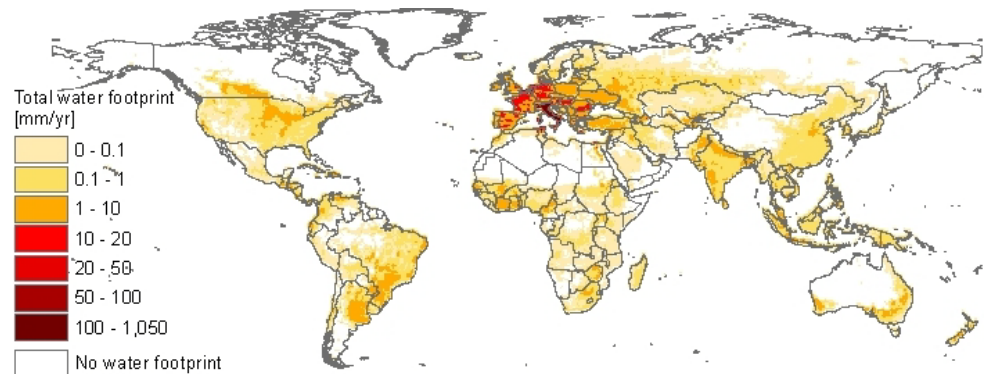 Total water footprint
[mm/yr]
0 - 0.1
0.1 - 1
1 - 10
10 - 20
20 - 50
50 - 100
100 - 1,050
No water footprint